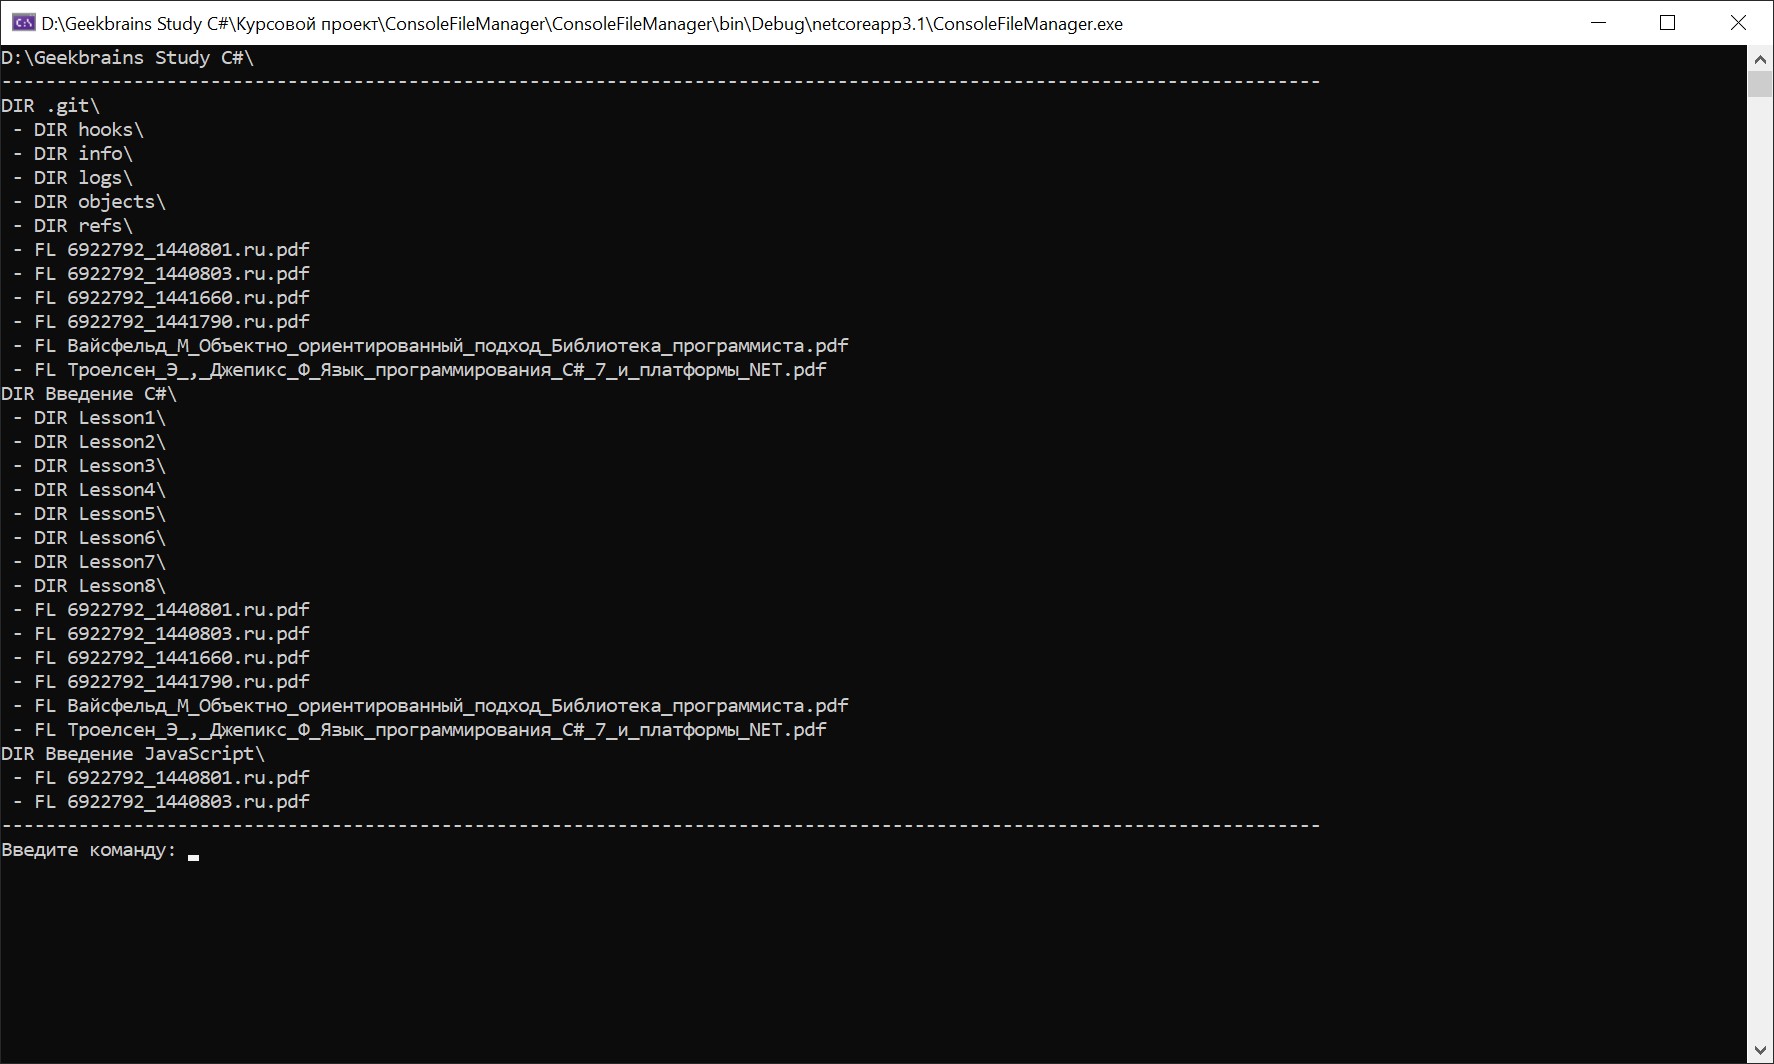 D:\Geekbrains Study C#\Курсовой проект\ConsoleFileManager\ConsoleFileManager\bin\Debug\netcoreapp3.1\ConsoleFileManager.exe
D:\Geekbrains Study C#\
------------------------------------------------------------------------------------------------------------------------
DIR .git\
 - DIR hooks\
 - DIR info\
 - DIR logs\
 - DIR objects\
 - DIR refs\
 - FL 6922792_1440801.ru.pdf
 - FL 6922792_1440803.ru.pdf
 - FL 6922792_1441660.ru.pdf
 - FL 6922792_1441790.ru.pdf
 - FL Вайсфельд_М_Объектно_ориентированный_подход_Библиотека_программиста.pdf
 - FL Троелсен_Э_,_Джепикс_Ф_Язык_программирования_C#_7_и_платформы_NET.pdf
DIR Введение C#\
 - DIR Lesson1\
 - DIR Lesson2\
 - DIR Lesson3\
 - DIR Lesson4\
 - DIR Lesson5\
 - DIR Lesson6\
 - DIR Lesson7\
 - DIR Lesson8\
 - FL 6922792_1440801.ru.pdf
 - FL 6922792_1440803.ru.pdf
 - FL 6922792_1441660.ru.pdf
 - FL 6922792_1441790.ru.pdf
 - FL Вайсфельд_М_Объектно_ориентированный_подход_Библиотека_программиста.pdf
 - FL Троелсен_Э_,_Джепикс_Ф_Язык_программирования_C#_7_и_платформы_NET.pdf
DIR Введение JavaScript\
 - FL 6922792_1440801.ru.pdf
 - FL 6922792_1440803.ru.pdf
------------------------------------------------------------------------------------------------------------------------
Введите команду: